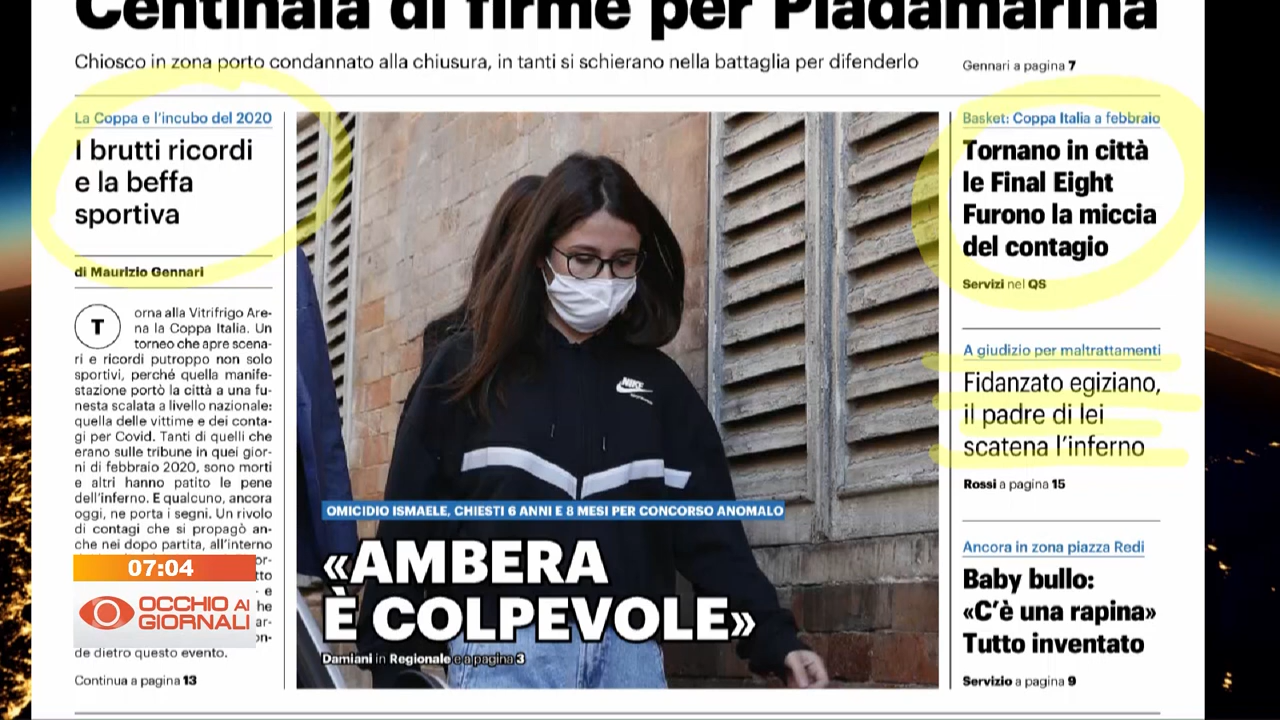 Centinaia di firme per Piadamarina
Chiosco in zona porto condannato alla chiusura, in tanti si schierano nella battaglia per difenderlo
Gennari a pagina 7
La Coppa e l'incubo del 2020
I brutti ricordi
e la beffa
sportiva
di Maurizio Gennari
Torna alla Vitrifrigo Are-
na la Coppa Italia. Un
torneo che apre scena-
ri e ricordi putroppo non solo
sportivi, perché quella manife-
stazione portò la città a una fu-
nesta scalata a livello nazionale:
quella delle vittime e dei conta-
gi per Covid. Tanti di quelli che
erano sulle tribune in quei gior-
ni di febbraio 2020, sono morti
e altri hanno patito le pene
dell'inferno. E qualcuno, ancora
oggi, ne porta i segni. Un rivolo
di contagi che si propagò an-
che nei dopo partita, all'interno
de dietro questo evento.
Continua a pagina 13
07:04
OCCHIO AI
GIORNALI
NIKE
OMICIDIO ISMAELE, CHIESTI 6 ANNI E 8 MESI PER CONCORSO ANOMALO
«AMBERA
È COLPEVOLE»
Damiani in Regionale e a pagina 3
Basket: Coppa Italia a febbraio
Tornano in città
le Final Eight
Furono la miccia
del contagio
Servizi nel QS
A giudizio per maltrattamenti
Fidanzato egiziano,
il padre di lei
scatena l'inferno
Rossi a pagina 15
Ancora in zona piazza Redi
Baby bullo:
«C'è una rapina»
Tutto inventato
Servizio a pagina 9